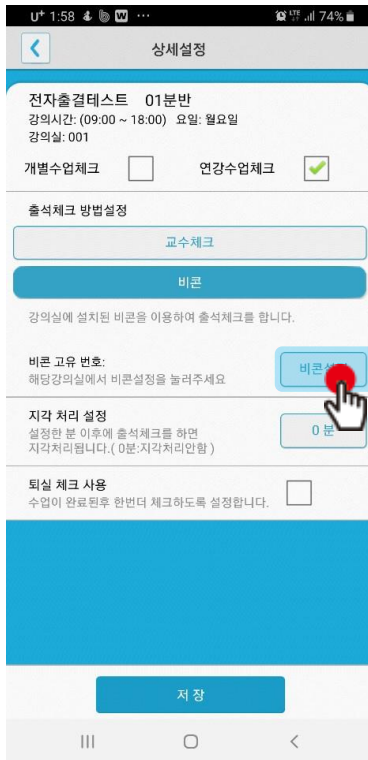 U+ 1:58 W ··· LTE 74%
상세설정
전자출결테스트 01분반
강의시간: (09:00 ~ 18:00) 요일: 월요일
강의실: 001
개별수업체크 연강수업체크
출석체크 방법설정
교수체크
비콘
강의실에 설치된 비콘을 이용하여 출석체크를 합니다.
비콘 고유 번호:
해당강의실에서 비콘설정을 눌러주세요
비콘설정
지각 처리 설정
설정한 분 이후에 출석체크를 하면
지각처리됩니다.( 0분:지각처리안함 )
0 분
퇴실 체크 사용
수업이 완료된후 한번더 체크하도록 설정합니다.
저 장